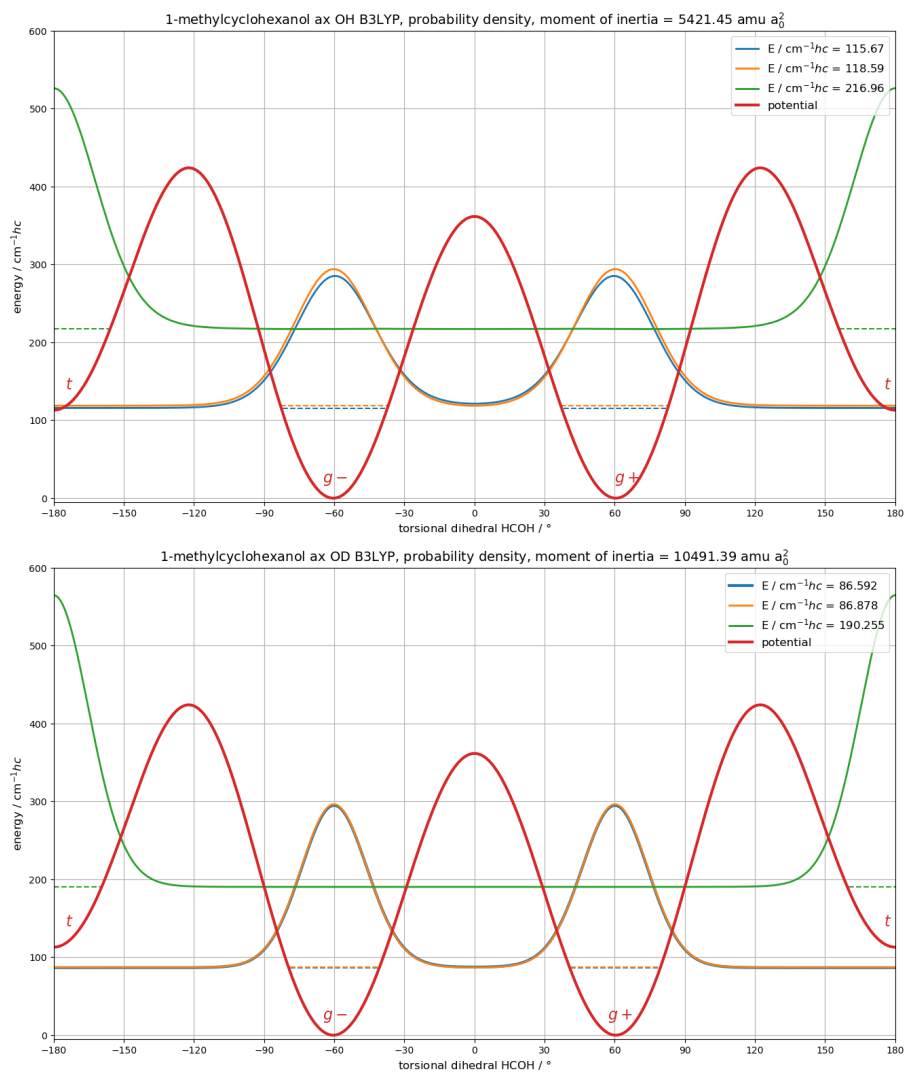 1-methylcyclohexanol ax OH B3LYP, probability density, moment of inertia = 5421.45 amu a₀²
E / cm⁻¹hc = 115.67
E / cm⁻¹hc = 118.59
E / cm⁻¹hc = 216.96
potential
600
500
400
300
200
100
0
energy / cm⁻¹hc
t
g−
g+
t
−180
−150
−120
−90
−60
−30
0
30
60
90
120
150
180
torsional dihedral HCOH / °
1-methylcyclohexanol ax OD B3LYP, probability density, moment of inertia = 10491.39 amu a₀²
E / cm⁻¹hc = 86.592
E / cm⁻¹hc = 86.878
E / cm⁻¹hc = 190.255
potential
600
500
400
300
200
100
0
energy / cm⁻¹hc
t
g−
g+
t
−180
−150
−120
−90
−60
−30
0
30
60
90
120
150
180
torsional dihedral HCOH / °